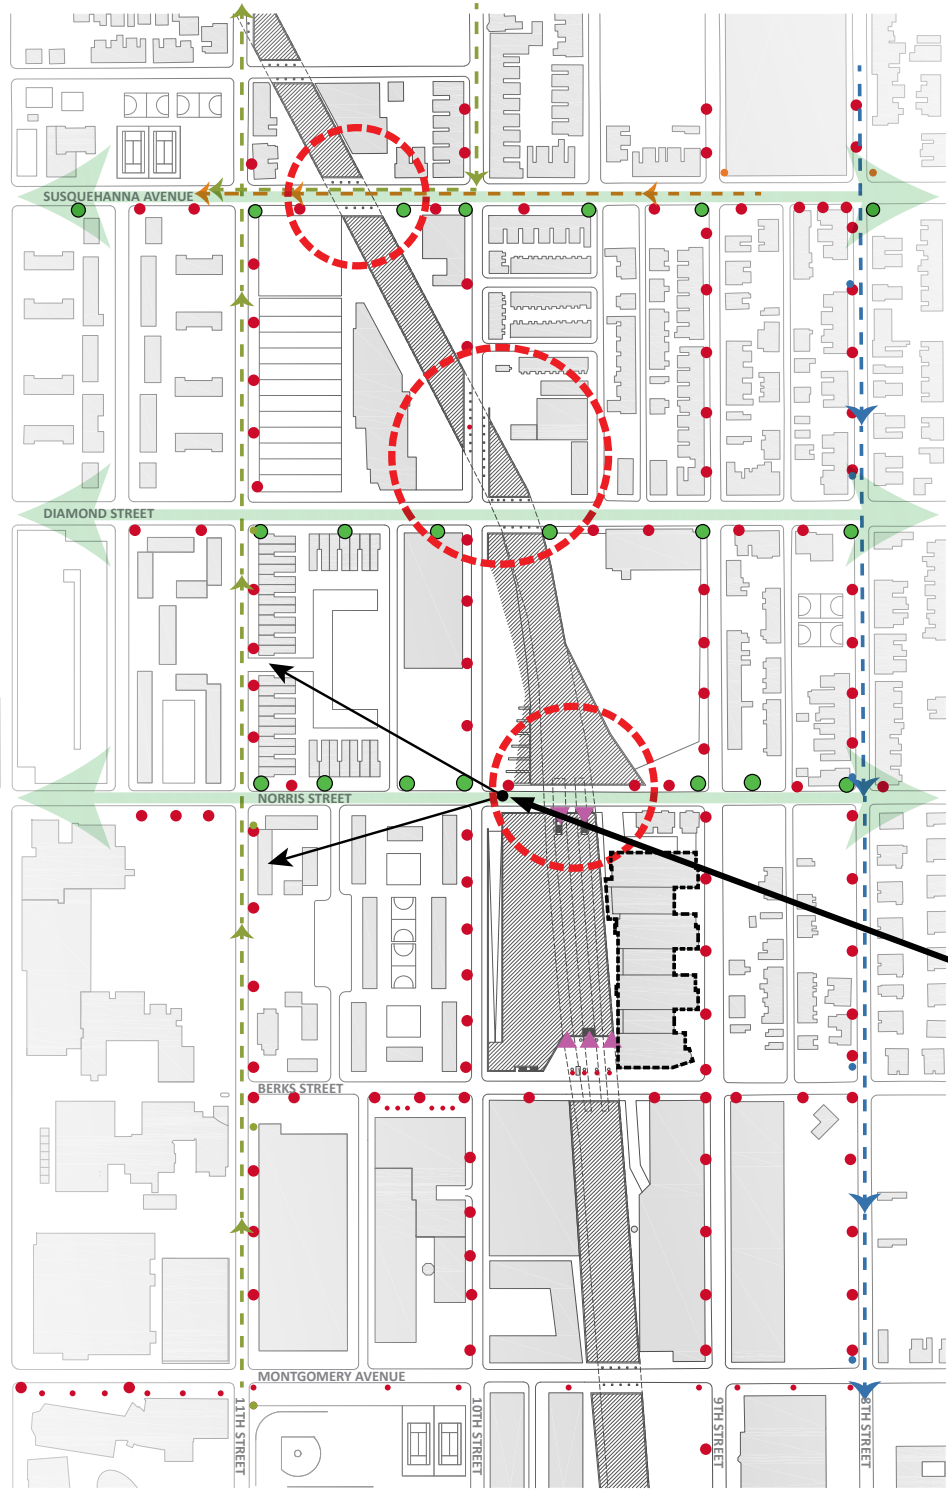 SUSQUEHANNA AVENUE
DIAMOND STREET
NORRIS STREET
BERKS STREET
MONTGOMERY AVENUE
11TH STREET
10TH STREET
9TH STREET
8TH STREET